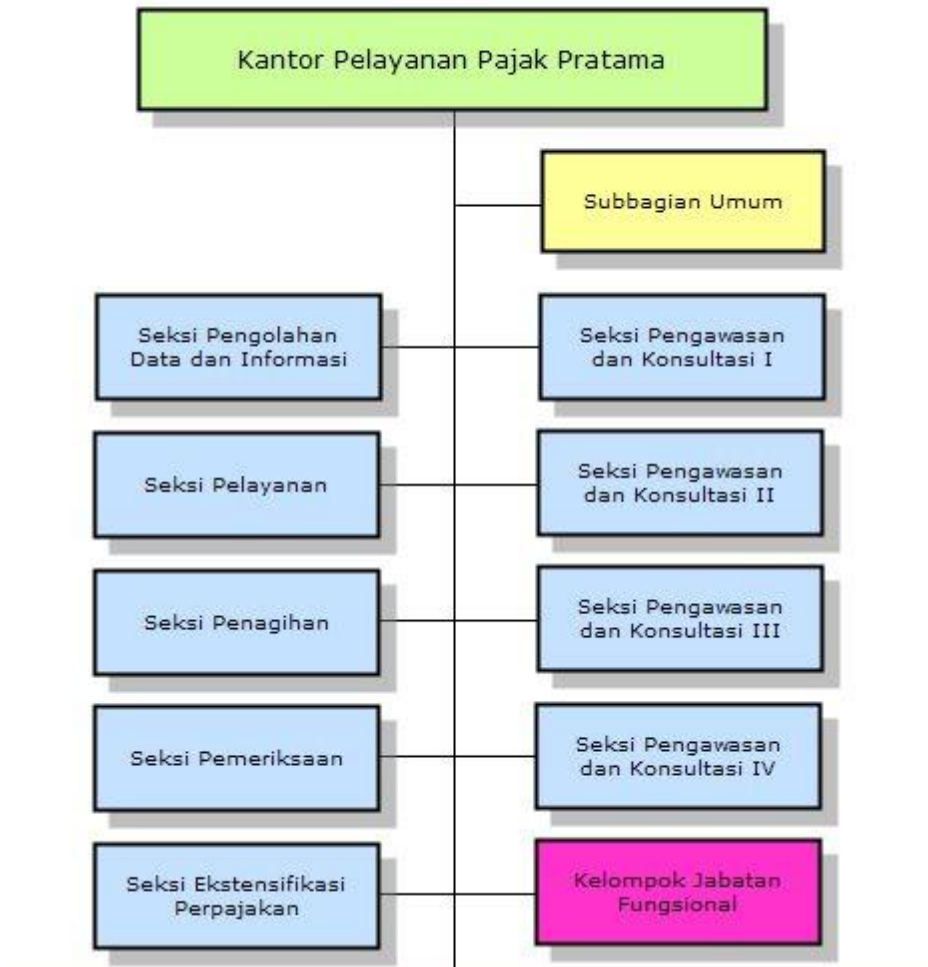 Kantor Pelayanan Pajak Pratama
Subbagian Umum
Seksi Pengolahan
Data dan Informasi
Seksi Pengawasan
dan Konsultasi I
Seksi Pelayanan
Seksi Pengawasan
dan Konsultasi II
Seksi Penagihan
Seksi Pengawasan
dan Konsultasi III
Seksi Pemeriksaan
Seksi Pengawasan
dan Konsultasi IV
Seksi Ekstensifikasi
Perpajakan
Kelompok Jabatan
Fungsional